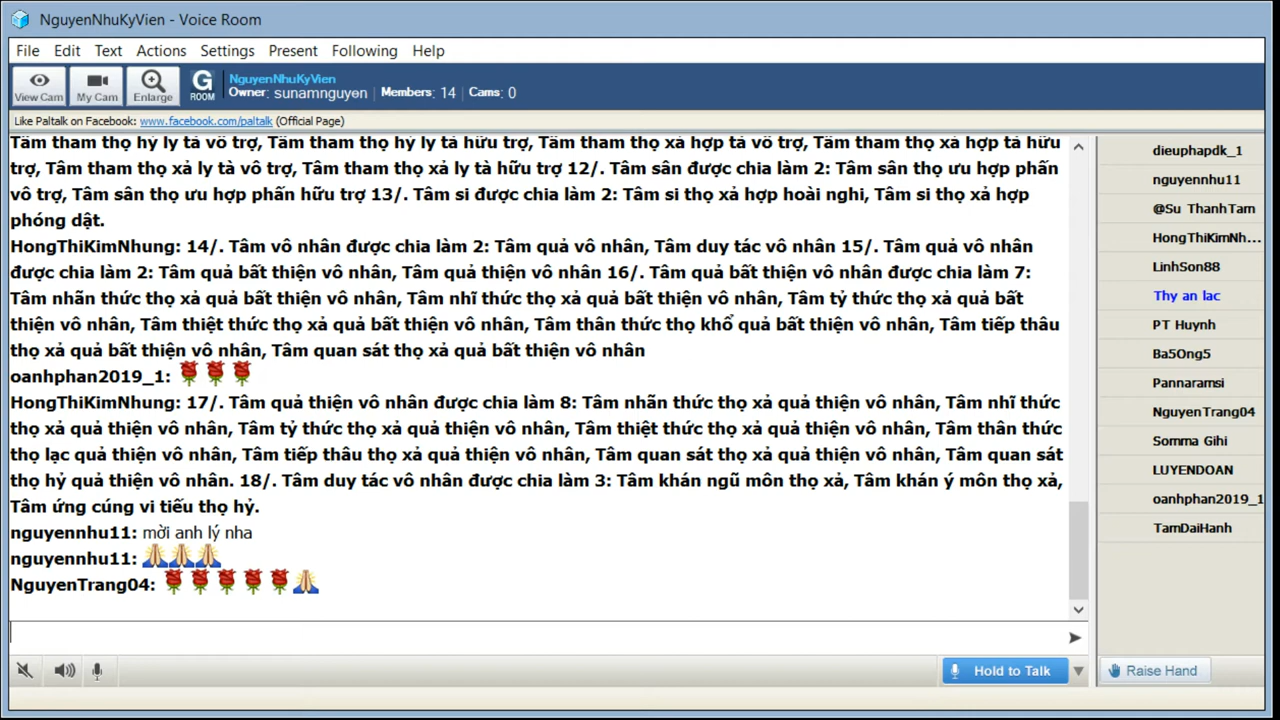 NguyenNhuKyVien - Voice Room
File Edit Text Actions Settings Present Following Help
View Cam My Cam Enlarge G ROOM
NguyenNhuKyVien
Owner: sunamnguyen | Members: 14 | Cams: 0
Like Paltalk on Facebook: www.facebook.com/paltalk (Official Page)
Tâm tham thọ hỷ ly tà vô trợ, Tâm tham thọ hỷ ly tà hữu trợ, Tâm tham thọ xả hợp tà vô trợ, Tâm tham thọ xả hợp tà hữu
trợ, Tâm tham thọ xả ly tà vô trợ, Tâm tham thọ xả ly tà hữu trợ 12/. Tâm sân được chia làm 2: Tâm sân thọ ưu hợp phấn
vô trợ, Tâm sân thọ ưu hợp phấn hữu trợ 13/. Tâm si được chia làm 2: Tâm si thọ xả hợp hoài nghi, Tâm si thọ xả hợp
phóng dật.
HongThiKimNhung: 14/. Tâm vô nhân được chia làm 2: Tâm quả vô nhân, Tâm duy tác vô nhân 15/. Tâm quả vô nhân
được chia làm 2: Tâm quả bất thiện vô nhân, Tâm quả thiện vô nhân 16/. Tâm quả bất thiện vô nhân được chia làm 7:
Tâm nhãn thức thọ xả quả bất thiện vô nhân, Tâm nhĩ thức thọ xả quả bất thiện vô nhân, Tâm tỷ thức thọ xả quả bất
thiện vô nhân, Tâm thiệt thức thọ xả quả bất thiện vô nhân, Tâm thân thức thọ khổ quả bất thiện vô nhân, Tâm tiếp thâu
thọ xả quả bất thiện vô nhân, Tâm quan sát thọ xả quả bất thiện vô nhân
oanhphan2019_1:
HongThiKimNhung: 17/. Tâm quả thiện vô nhân được chia làm 8: Tâm nhãn thức thọ xả quả thiện vô nhân, Tâm nhĩ thức
thọ xả quả thiện vô nhân, Tâm tỷ thức thọ xả quả thiện vô nhân, Tâm thiệt thức thọ xả quả thiện vô nhân, Tâm thân thức
thọ lạc quả thiện vô nhân, Tâm tiếp thâu thọ xả quả thiện vô nhân, Tâm quan sát thọ xả quả thiện vô nhân, Tâm quan sát
thọ hỷ quả thiện vô nhân. 18/. Tâm duy tác vô nhân được chia làm 3: Tâm khán ngũ môn thọ xả, Tâm khán ý môn thọ xả,
Tâm ứng cúng vi tiếu thọ hỷ.
nguyennhu11: mời anh lý nha
nguyennhu11:
NguyenTrang04:
Hold to Talk
dieuphapdk_1
nguyennhu11
@Su ThanhTam
HongThiKimNh...
LinhSon88
Thy an lac
PT Huynh
Ba5Ong5
Pannaramsi
NguyenTrang04
Somma Gihi
LUYENDOAN
oanhphan2019_1
TamDaiHanh
Raise Hand